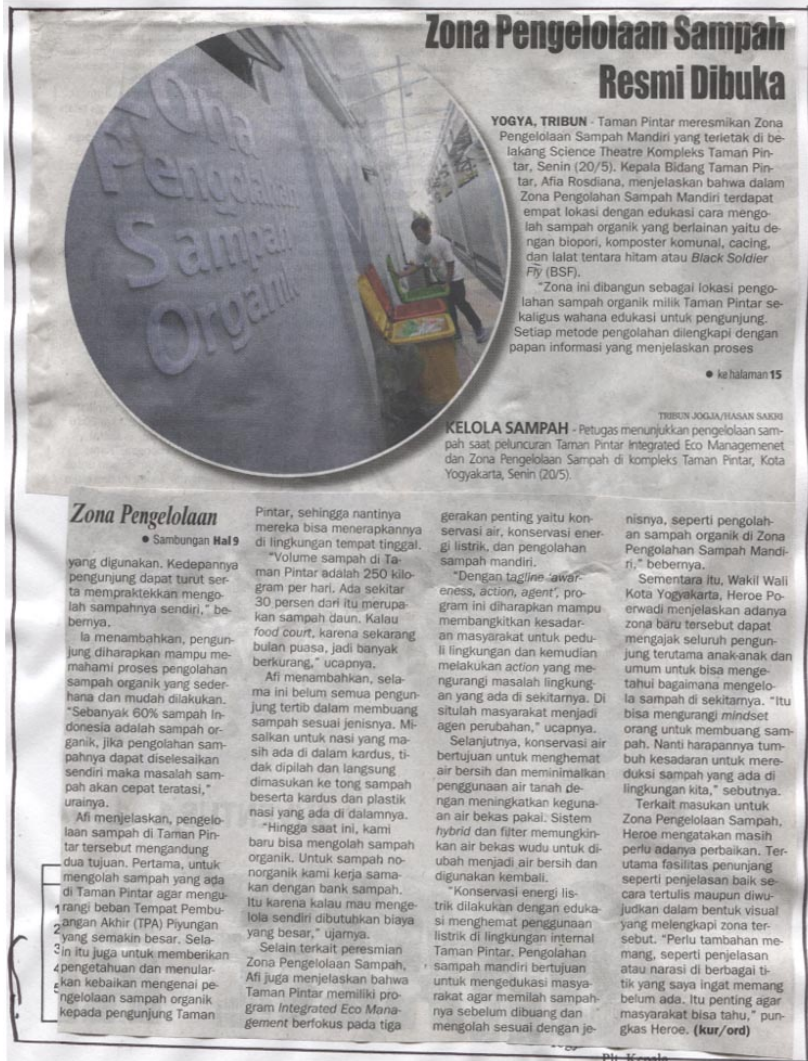 Zona Pengelolaan Sampah
Resmi Dibuka
Zona
Pengolahan
Sampah
Organik
YOGYA, TRIBUN - Taman Pintar meresmikan Zona
Pengelolaan Sampah Mandiri yang terletak di be-
lakang Science Theatre Kompleks Taman Pin-
tar, Senin (20/5). Kepala Bidang Taman Pin-
tar, Afia Rosdiana, menjelaskan bahwa dalam
Zona Pengolahan Sampah Mandiri terdapat
empat lokasi dengan edukasi cara mengo-
lah sampah organik yang berlainan yaitu de-
ngan biopori, komposter komunal, cacing,
dan lalat tentara hitam atau Black Soldier
Fly (BSF).
"Zona ini dibangun sebagai lokasi pengo-
lahan sampah organik milik Taman Pintar se-
kaligus wahana edukasi untuk pengunjung.
Setiap metode pengolahan dilengkapi dengan
papan informasi yang menjelaskan proses
● ke halaman 15
TRIBUN JOGJA/HASAN SAKRI
KELOLA SAMPAH - Petugas menunjukkan pengelolaan sam-
pah saat peluncuran Taman Pintar Integrated Eco Managemenet
dan Zona Pengelolaan Sampah di kompleks Taman Pintar, Kota
Yogyakarta, Senin (20/5).
Zona Pengelolaan
● Sambungan Hal 9
yang digunakan. Kedepannya
pengunjung dapat turut ser-
ta mempraktekkan mengo-
lah sampahnya sendiri," be-
bernya.
Ia menambahkan, pengun-
jung diharapkan mampu me-
mahami proses pengolahan
sampah organik yang seder-
hana dan mudah dilakukan.
"Sebanyak 60% sampah In-
donesia adalah sampah or-
ganik, jika pengolahan sam-
pahnya dapat diselesaikan
sendiri maka masalah sam-
pah akan cepat teratasi,"
urainya.
Afi menjelaskan, pengelo-
laan sampah di Taman Pin-
tar tersebut mengandung
dua tujuan. Pertama, untuk
mengolah sampah yang ada
di Taman Pintar agar mengu-
rangi beban Tempat Pembu-
angan Akhir (TPA) Piyungan
yang semakin besar. Sela-
in itu juga untuk memberikan
pengetahuan dan menular-
kan kebaikan mengenai pe-
ngelolaan sampah organik
kepada pengunjung Taman
Pintar, sehingga nantinya
mereka bisa menerapkannya
di lingkungan tempat tinggal.
"Volume sampah di Ta-
man Pintar adalah 250 kilo-
gram per hari. Ada sekitar
30 persen dari itu merupa-
kan sampah daun. Kalau
food court, karena sekarang
bulan puasa, jadi banyak
berkurang," ucapnya.
Afi menambahkan, sela-
ma ini belum semua pengun-
jung tertib dalam membuang
sampah sesuai jenisnya. Mi-
salkan untuk nasi yang ma-
sih ada di dalam kardus, ti-
dak dipilah dan langsung
dimasukan ke tong sampah
beserta kardus dan plastik
nasi yang ada di dalamnya.
"Hingga saat ini, kami
baru bisa mengolah sampah
organik. Untuk sampah no-
norganik kami kerja sama-
kan dengan bank sampah.
Itu karena kalau mau menge-
lola sendiri dibutuhkan biaya
yang besar," ujarnya.
Selain terkait peresmian
Zona Pengelolaan Sampah,
Afi juga menjelaskan bahwa
Taman Pintar memiliki pro-
gram Integrated Eco Mana-
gement berfokus pada tiga
gerakan penting yaitu kon-
servasi air, konservasi ener-
gi listrik, dan pengolahan
sampah mandiri.
"Dengan tagline 'awar-
eness, action, agent', pro-
gram ini diharapkan mampu
membangkitkan kesadar-
an masyarakat untuk pedu-
li lingkungan dan kemudian
melakukan action yang me-
ngurangi masalah lingkung-
an yang ada di sekitarnya. Di
situlah masyarakat menjadi
agen perubahan," ucapnya.
Selanjutnya, konservasi air
bertujuan untuk menghemat
air bersih dan meminimalkan
penggunaan air tanah de-
ngan meningkatkan keguna-
an air bekas pakai. Sistem
hybrid dan filter memungkin-
kan air bekas wudu untuk di-
ubah menjadi air bersih dan
digunakan kembali.
"Konservasi energi lis-
trik dilakukan dengan eduka-
si menghemat penggunaan
listrik di lingkungan internal
Taman Pintar. Pengolahan
sampah mandiri bertujuan
untuk mengedukasi masya-
rakat agar memilah sampah-
nya sebelum dibuang dan
mengolah sesuai dengan je-
nisnya, seperti pengolah-
an sampah organik di Zona
Pengolahan Sampah Mandi-
ri," bebernya.
Sementara itu, Wakil Wali
Kota Yogyakarta, Heroe Po-
erwadi menjelaskan adanya
zona baru tersebut dapat
mengajak seluruh pengun-
jung terutama anak-anak dan
umum untuk bisa menge-
tahui bagaimana mengelo-
la sampah di sekitarnya. "Itu
bisa mengurangi mindset
orang untuk membuang sam-
pah. Nanti harapannya tum-
buh kesadaran untuk mere-
duksi sampah yang ada di
lingkungan kita," sebutnya.
Terkait masukan untuk
Zona Pengolahan Sampah,
Heroe mengatakan masih
perlu adanya perbaikan. Ter-
utama fasilitas penunjang
seperti penjelasan baik se-
cara tertulis maupun diwu-
judkan dalam bentuk visual
yang melengkapi zona ter-
sebut. "Perlu tambahan me-
mang, seperti penjelasan
atau narasi di berbagai ti-
tik yang saya ingat memang
belum ada. Itu penting agar
masyarakat bisa tahu," pun-
gkas Heroe. (kur/ord)